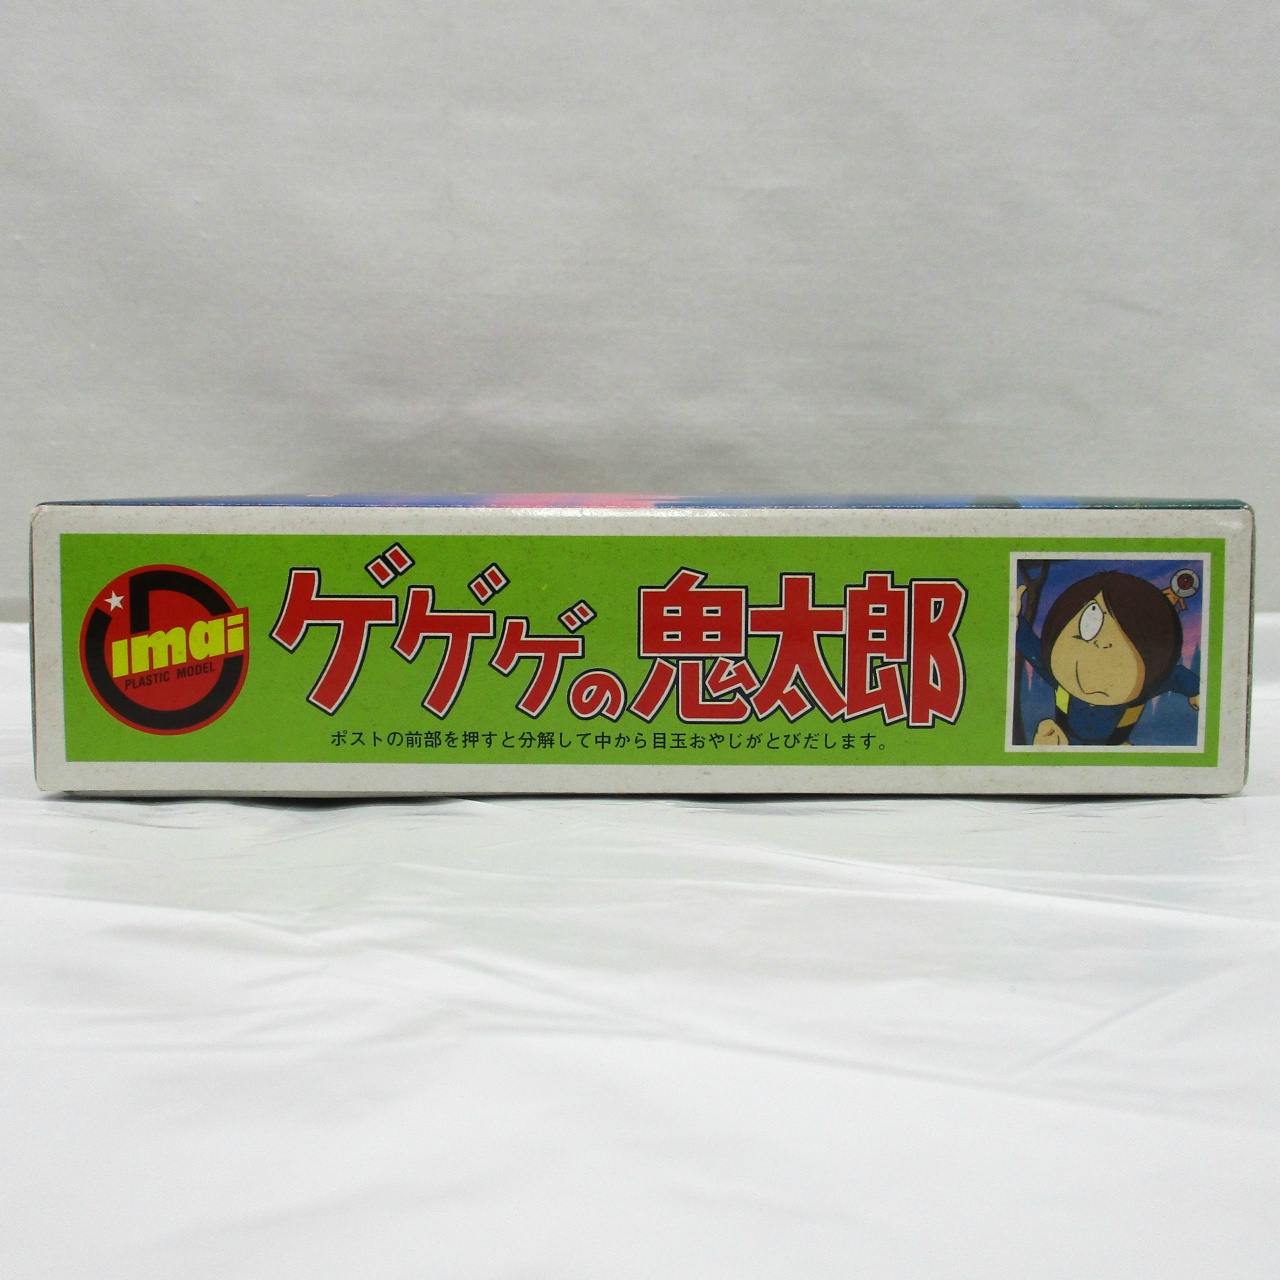 imai
PLASTIC MODEL
ゲゲゲの鬼太郎
ポストの前部を押すと分解して中から目玉おやじがとびだします。